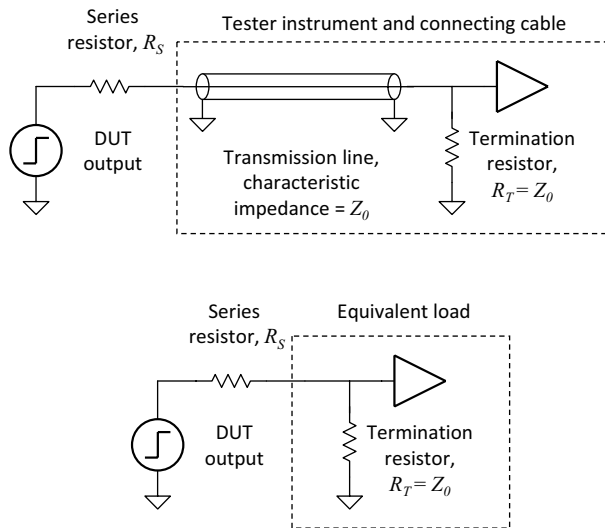 Series
resistor, R_S
Tester instrument and connecting cable
DUT
output
Transmission line,
characteristic
impedance = Z_0
Termination
resistor,
R_T = Z_0
Series
resistor, R_S
Equivalent load
DUT
output
Termination
resistor,
R_T = Z_0